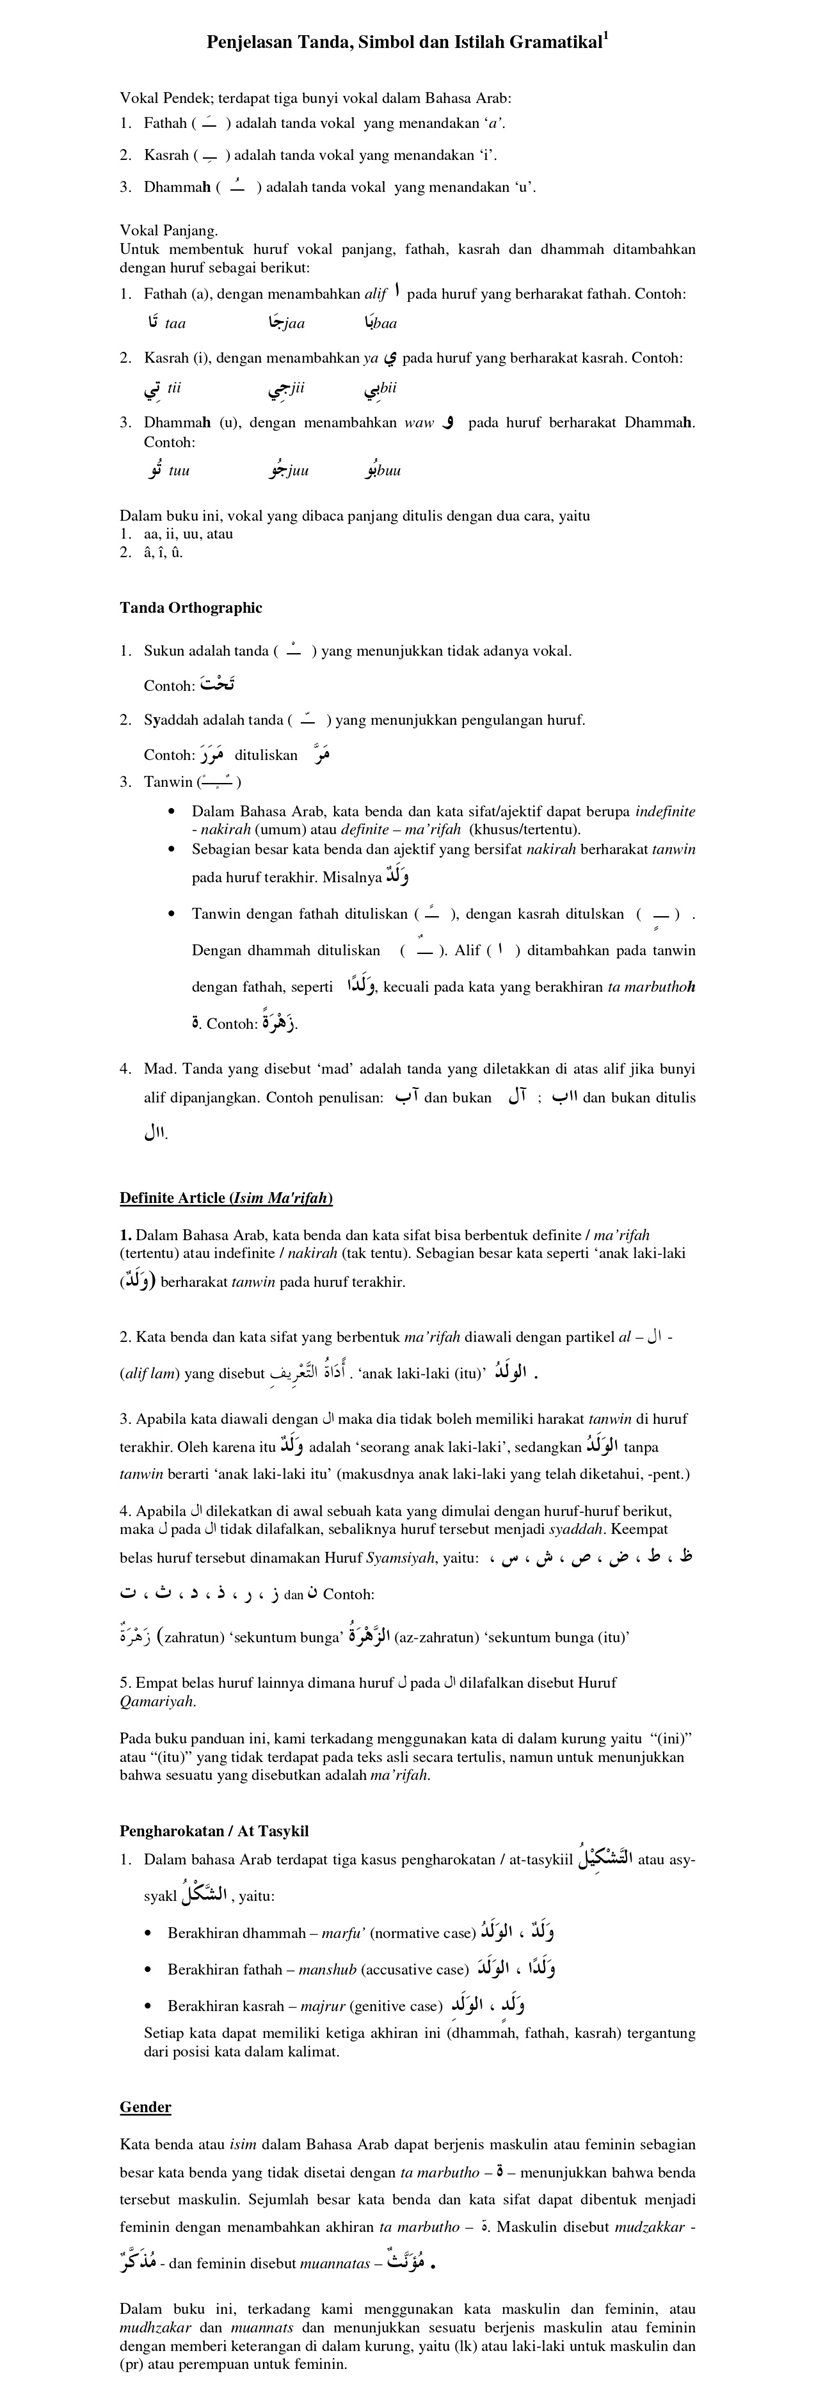 Penjelasan Tanda, Simbol dan Istilah Gramatikal1
Vokal Pendek; terdapat tiga bunyi vokal dalam Bahasa Arab:
1. Fathah ( ـَ ) adalah tanda vokal yang menandakan ‘a’.
2. Kasrah ( ـِ ) adalah tanda vokal yang menandakan ‘i’.
3. Dhammah ( ـُ ) adalah tanda vokal yang menandakan ‘u’.
Vokal Panjang.
Untuk membentuk huruf vokal panjang, fathah, kasrah dan dhammah ditambahkan
dengan huruf sebagai berikut:
1. Fathah (a), dengan menambahkan alif ا pada huruf yang berharakat fathah. Contoh:
تَا taa جَا jaa بَا baa
2. Kasrah (i), dengan menambahkan ya ي pada huruf yang berharakat kasrah. Contoh:
تِي tii جِي jii بِي bii
3. Dhammah (u), dengan menambahkan waw و pada huruf berharakat Dhammah.
Contoh:
تُو tuu جُو juu بُو buu
Dalam buku ini, vokal yang dibaca panjang ditulis dengan dua cara, yaitu
1. aa, ii, uu, atau
2. â, î, û.
Tanda Orthographic
1. Sukun adalah tanda ( ـْ ) yang menunjukkan tidak adanya vokal.
Contoh: تَحْتَ
2. Syaddah adalah tanda ( ـّ ) yang menunjukkan pengulangan huruf.
Contoh: مَرَرَ dituliskan مَرَّ
3. Tanwin (ـًـٍـٌ)
• Dalam Bahasa Arab, kata benda dan kata sifat/ajektif dapat berupa indefinite
- nakirah (umum) atau definite – ma’rifah (khusus/tertentu).
• Sebagian besar kata benda dan ajektif yang bersifat nakirah berharakat tanwin
pada huruf terakhir. Misalnya وَلَدٌ
• Tanwin dengan fathah dituliskan ( ـً ), dengan kasrah ditulskan ( ـٍ ) .
Dengan dhammah dituliskan ( ـٌ ). Alif ( ا ) ditambahkan pada tanwin
dengan fathah, seperti وَلَدًا, kecuali pada kata yang berakhiran ta marbuthoh
ة. Contoh: زَهْرَةً.
4. Mad. Tanda yang disebut ‘mad’ adalah tanda yang diletakkan di atas alif jika bunyi
alif dipanjangkan. Contoh penulisan: آب dan bukan آل ; ااب dan bukan ditulis
اال.
Definite Article (Isim Ma'rifah)
1. Dalam Bahasa Arab, kata benda dan kata sifat bisa berbentuk definite / ma’rifah
(tertentu) atau indefinite / nakirah (tak tentu). Sebagian besar kata seperti ‘anak laki-laki
(وَلَدٌ) berharakat tanwin pada huruf terakhir.
2. Kata benda dan kata sifat yang berbentuk ma’rifah diawali dengan partikel al – ال -
(alif lam) yang disebut أَدَاةُ التَّعْرِيفِ . ‘anak laki-laki (itu)’ الوَلَدُ .
3. Apabila kata diawali dengan ال maka dia tidak boleh memiliki harakat tanwin di huruf
terakhir. Oleh karena itu وَلَدٌ adalah ‘seorang anak laki-laki’, sedangkan الوَلَدُ tanpa
tanwin berarti ‘anak laki-laki itu’ (makusdnya anak laki-laki yang telah diketahui, -pent.)
4. Apabila ال dilekatkan di awal sebuah kata yang dimulai dengan huruf-huruf berikut,
maka ل pada ال tidak dilafalkan, sebaliknya huruf tersebut menjadi syaddah. Keempat
belas huruf tersebut dinamakan Huruf Syamsiyah, yaitu: ظ ، ط ، ض ، ص ، ش ، س ،
ز ، ر ، ذ ، د ، ث ، ت dan ن Contoh:
زَهْرَةٌ (zahratun) ‘sekuntum bunga’ الزَّهْرَةُ (az-zahratun) ‘sekuntum bunga (itu)’
5. Empat belas huruf lainnya dimana huruf ل pada ال dilafalkan disebut Huruf
Qamariyah.
Pada buku panduan ini, kami terkadang menggunakan kata di dalam kurung yaitu “(ini)”
atau “(itu)” yang tidak terdapat pada teks asli secara tertulis, namun untuk menunjukkan
bahwa sesuatu yang disebutkan adalah ma’rifah.
Pengharokatan / At Tasykil
1. Dalam bahasa Arab terdapat tiga kasus pengharokatan / at-tasykiil التَّشْكِيْلُ atau asy-
syakl الشَّكْلُ , yaitu:
• Berakhiran dhammah – marfu’ (normative case) وَلَدٌ ، الوَلَدُ
• Berakhiran fathah – manshub (accusative case) وَلَدًا ، الوَلَدَ
• Berakhiran kasrah – majrur (genitive case) وَلَدٍ ، الوَلَدِ
Setiap kata dapat memiliki ketiga akhiran ini (dhammah, fathah, kasrah) tergantung
dari posisi kata dalam kalimat.
Gender
Kata benda atau isim dalam Bahasa Arab dapat berjenis maskulin atau feminin sebagian
besar kata benda yang tidak disetai dengan ta marbutho – ة – menunjukkan bahwa benda
tersebut maskulin. Sejumlah besar kata benda dan kata sifat dapat dibentuk menjadi
feminin dengan menambahkan akhiran ta marbutho – ة. Maskulin disebut mudzakkar -
مُذَكَّرٌ - dan feminin disebut muannatas – مُؤَنَّثٌ .
Dalam buku ini, terkadang kami menggunakan kata maskulin dan feminin, atau
mudhzakar dan muannats dan menunjukkan sesuatu berjenis maskulin atau feminin
dengan memberi keterangan di dalam kurung, yaitu (lk) atau laki-laki untuk maskulin dan
(pr) atau perempuan untuk feminin.